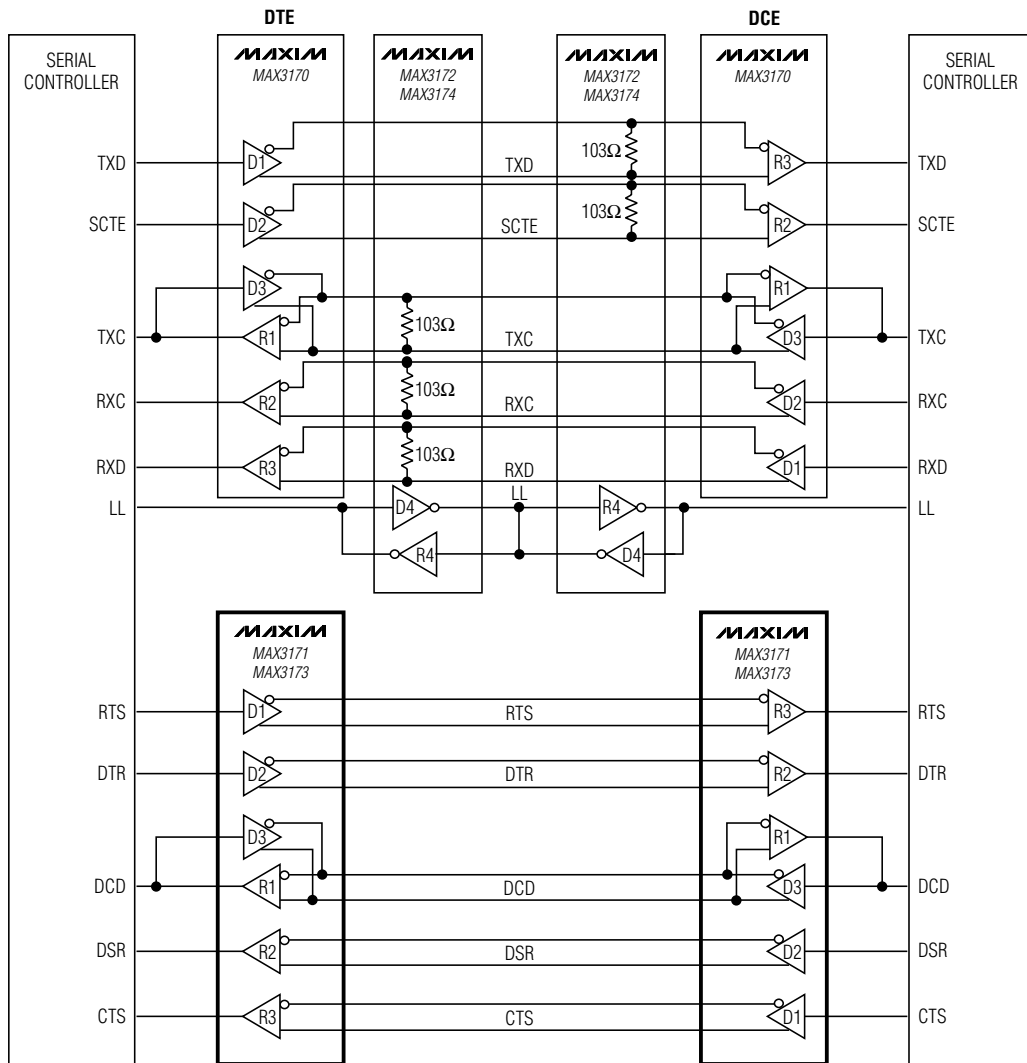 DTE
DCE
SERIAL
CONTROLLER
MAXIM
MAX3170
MAXIM
MAX3172
MAX3174
MAXIM
MAX3172
MAX3174
MAXIM
MAX3170
SERIAL
CONTROLLER
TXD
D1
TXD
103Ω
R3
TXD
SCTE
D2
SCTE
103Ω
R2
SCTE
D3
R1
TXC
R1
103Ω
TXC
D3
TXC
RXC
R2
103Ω
RXC
D2
RXC
RXD
R3
103Ω
RXD
D1
RXD
LL
D4
LL
R4
LL
R4
D4
MAXIM
MAX3171
MAX3173
MAXIM
MAX3171
MAX3173
RTS
D1
RTS
R3
RTS
DTR
D2
DTR
R2
DTR
D3
R1
DCD
R1
DCD
D3
DCD
DSR
R2
DSR
D2
DSR
CTS
R3
CTS
D1
CTS